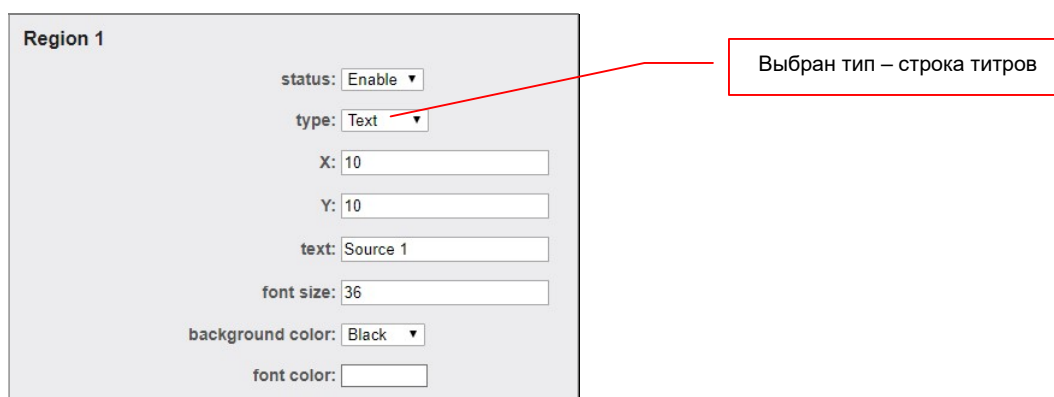 Region 1
status: Enable
type: Text
Выбран тип – строка титров
X: 10
Y: 10
text: Source 1
font size: 36
background color: Black
font color: